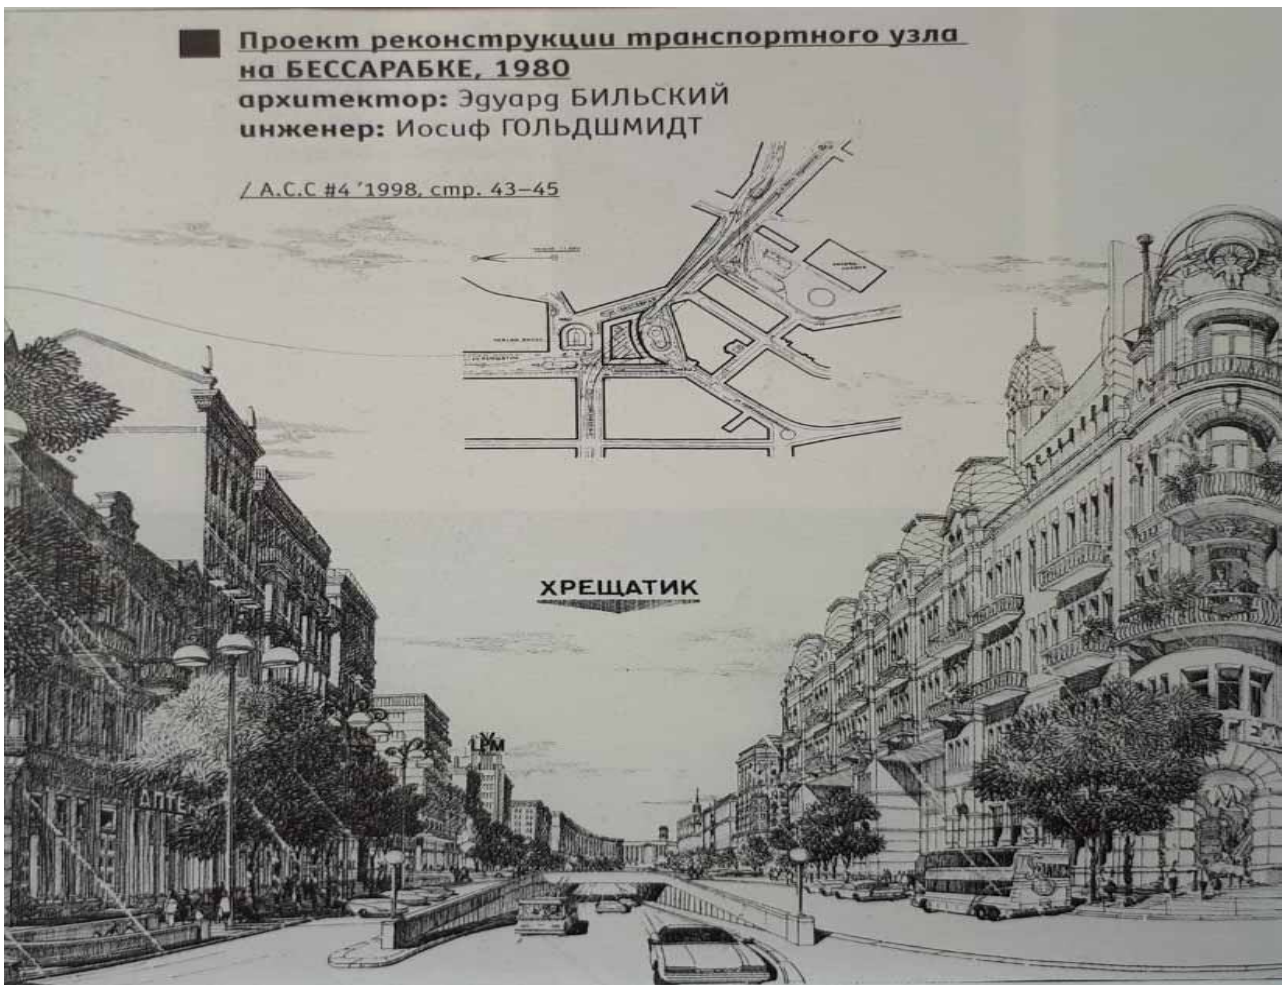 Проект реконструкции транспортного узла
на БЕССАРАБКЕ, 1980
архитектор: Эдуард БИЛЬСКИЙ
инженер: Иосиф ГОЛЬДШМИДТ
/ А.С.С #4 '1998, стр. 43–45
ХРЕЩАТИК
АПТЕ